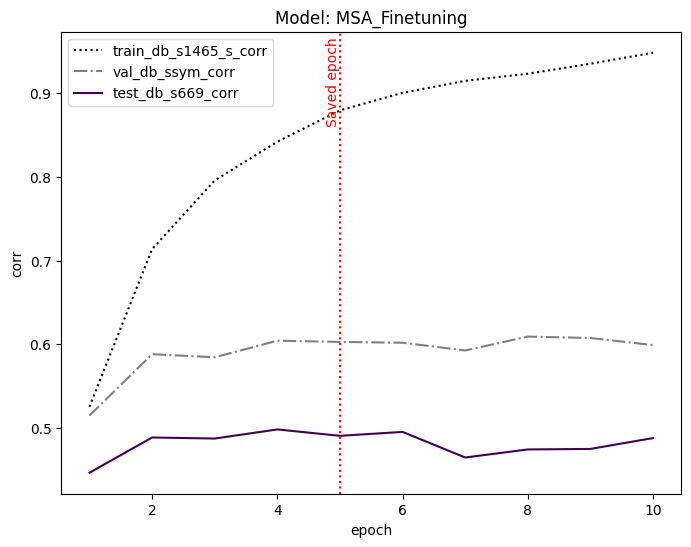 Model: MSA_Finetuning
train_db_s1465_s_corr
val_db_ssym_corr
test_db_s669_corr
Saved epoch
0.9
0.8
0.7
0.6
0.5
corr
2
4
6
8
10
epoch